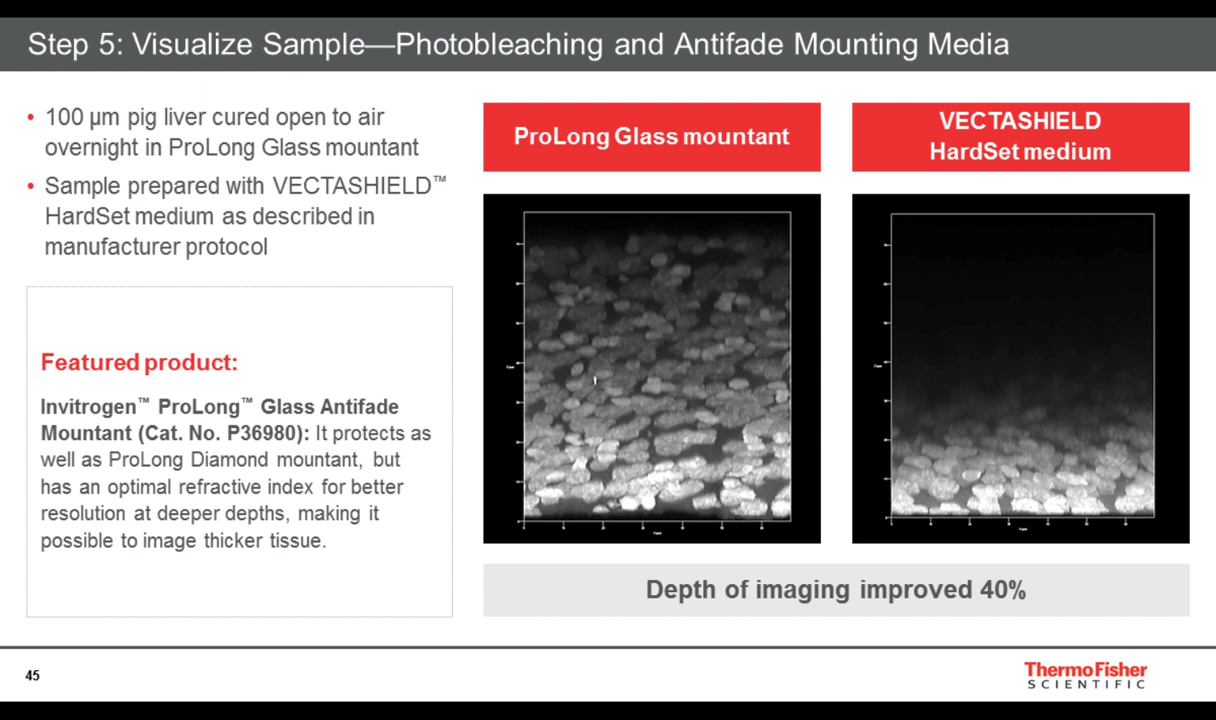 Step 5: Visualize Sample—Photobleaching and Antifade Mounting Media
• 100 µm pig liver cured open to air
overnight in ProLong Glass mountant
• Sample prepared with VECTASHIELD™
HardSet medium as described in
manufacturer protocol
Featured product:
Invitrogen™ ProLong™ Glass Antifade
Mountant (Cat. No. P36980): It protects as
well as ProLong Diamond mountant, but
has an optimal refractive index for better
resolution at deeper depths, making it
possible to image thicker tissue.
ProLong Glass mountant
VECTASHIELD
HardSet medium
Depth of imaging improved 40%
45
ThermoFisher
SCIENTIFIC